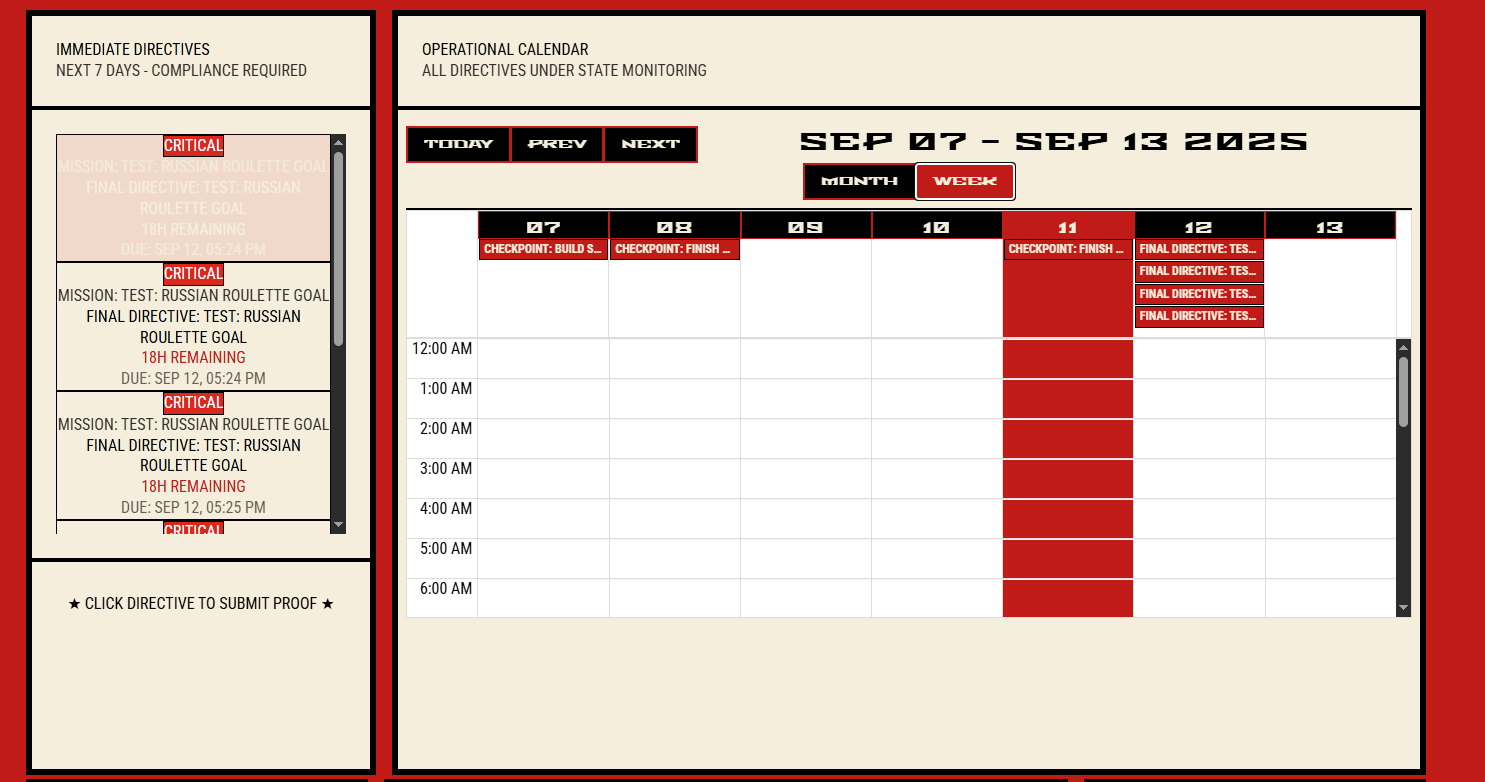 IMMEDIATE DIRECTIVES
NEXT 7 DAYS - COMPLIANCE REQUIRED
CRITICAL
MISSION: TEST: RUSSIAN ROULETTE GOAL
FINAL DIRECTIVE: TEST: RUSSIAN
ROULETTE GOAL
18H REMAINING
DUE: SEP 12, 05:24 PM
CRITICAL
MISSION: TEST: RUSSIAN ROULETTE GOAL
FINAL DIRECTIVE: TEST: RUSSIAN
ROULETTE GOAL
18H REMAINING
DUE: SEP 12, 05:24 PM
CRITICAL
MISSION: TEST: RUSSIAN ROULETTE GOAL
FINAL DIRECTIVE: TEST: RUSSIAN
ROULETTE GOAL
18H REMAINING
DUE: SEP 12, 05:25 PM
CRITICAL
★ CLICK DIRECTIVE TO SUBMIT PROOF ★
OPERATIONAL CALENDAR
ALL DIRECTIVES UNDER STATE MONITORING
TODAY PREV NEXT
SEP 07 – SEP 13 2025
MONTH WEEK
07 08 09 10 11 12 13
CHECKPOINT: BUILD S... CHECKPOINT: FINISH ... CHECKPOINT: FINISH ... FINAL DIRECTIVE: TES...
FINAL DIRECTIVE: TES...
FINAL DIRECTIVE: TES...
FINAL DIRECTIVE: TES...
12:00 AM
1:00 AM
2:00 AM
3:00 AM
4:00 AM
5:00 AM
6:00 AM